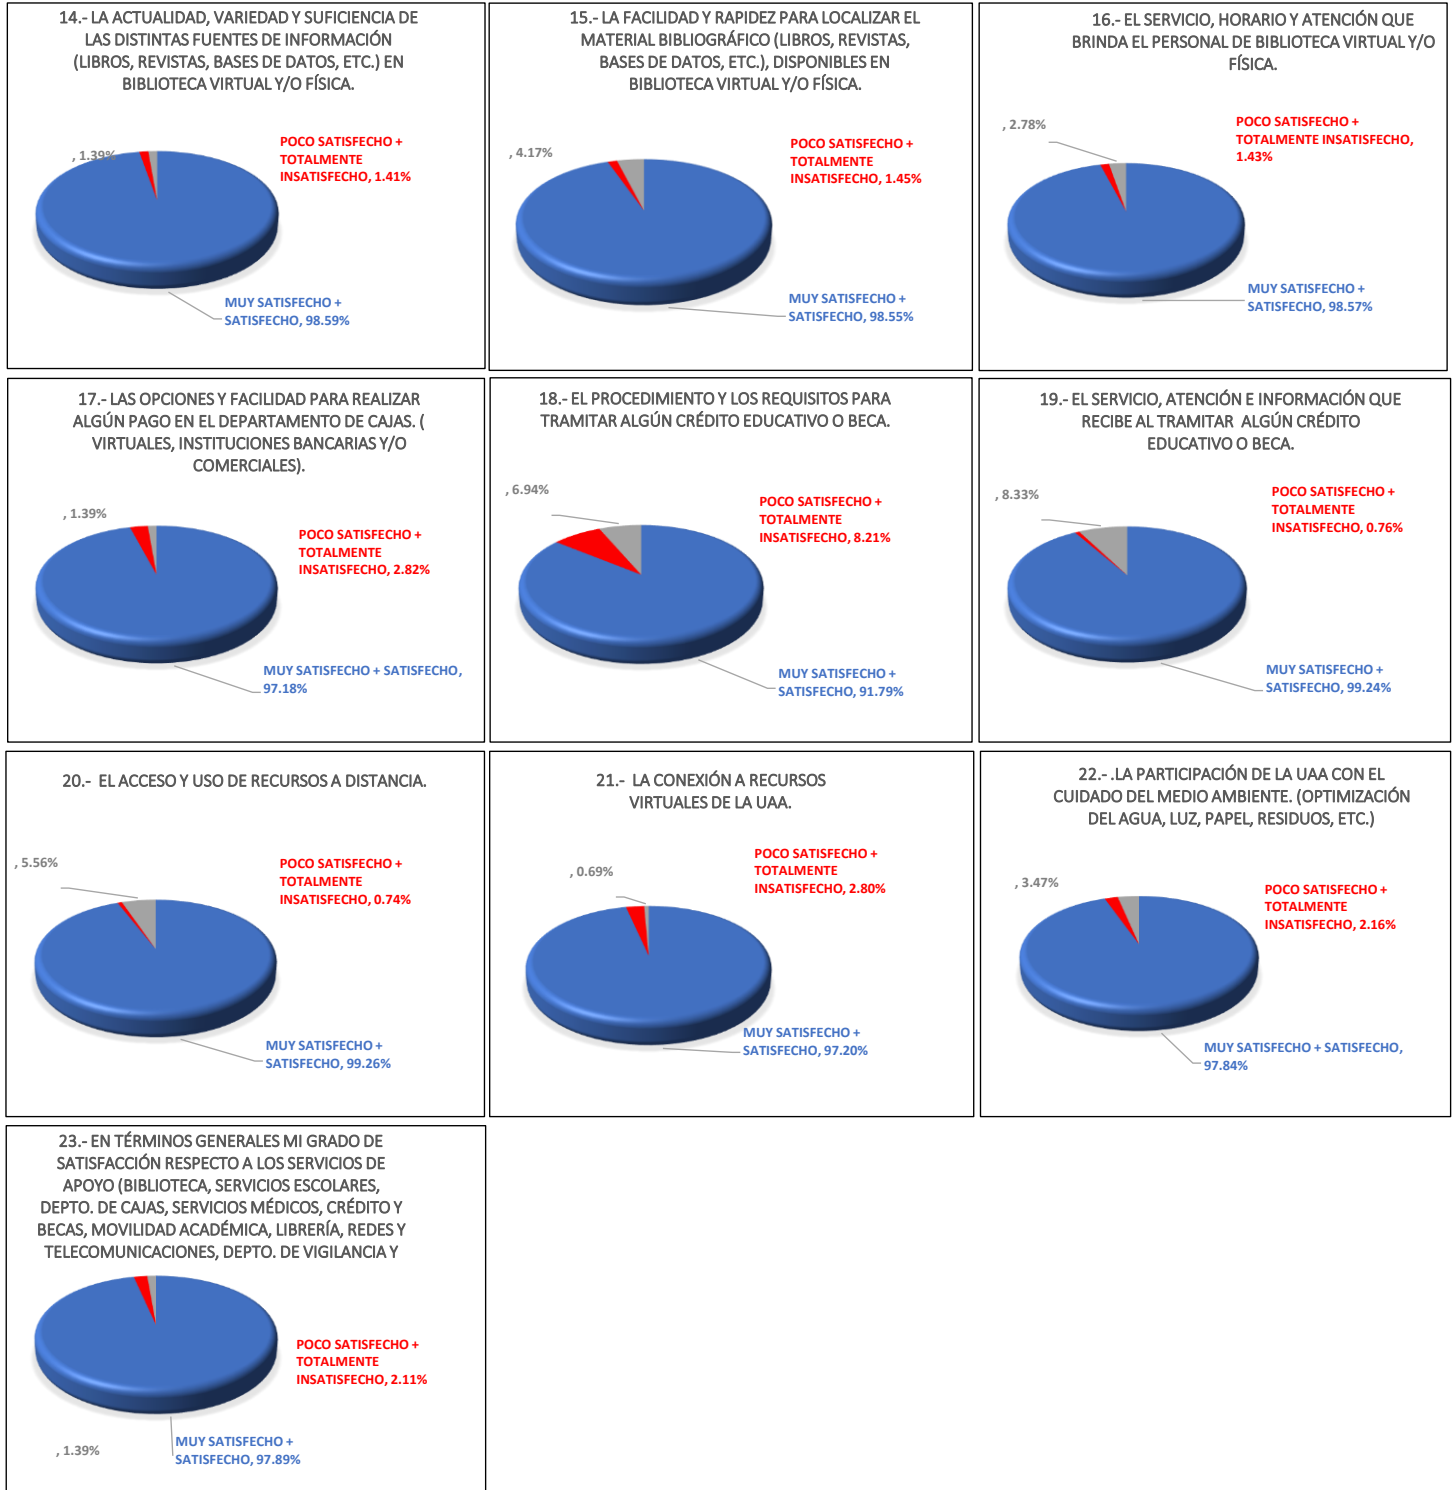 14.- LA ACTUALIDAD, VARIEDAD Y SUFICIENCIA DE
LAS DISTINTAS FUENTES DE INFORMACIÓN
(LIBROS, REVISTAS, BASES DE DATOS, ETC.) EN
BIBLIOTECA VIRTUAL Y/O FÍSICA.
, 1.39%
POCO SATISFECHO +
TOTALMENTE
INSATISFECHO, 1.41%
MUY SATISFECHO +
SATISFECHO, 98.59%
15.- LA FACILIDAD Y RAPIDEZ PARA LOCALIZAR EL
MATERIAL BIBLIOGRÁFICO (LIBROS, REVISTAS,
BASES DE DATOS, ETC.), DISPONIBLES EN
BIBLIOTECA VIRTUAL Y/O FÍSICA.
, 4.17%
POCO SATISFECHO +
TOTALMENTE
INSATISFECHO, 1.45%
MUY SATISFECHO +
SATISFECHO, 98.55%
16.- EL SERVICIO, HORARIO Y ATENCIÓN QUE
BRINDA EL PERSONAL DE BIBLIOTECA VIRTUAL Y/O
FÍSICA.
, 2.78%
POCO SATISFECHO +
TOTALMENTE INSATISFECHO,
1.43%
MUY SATISFECHO +
SATISFECHO, 98.57%
17.- LAS OPCIONES Y FACILIDAD PARA REALIZAR
ALGÚN PAGO EN EL DEPARTAMENTO DE CAJAS. (
VIRTUALES, INSTITUCIONES BANCARIAS Y/O
COMERCIALES).
, 1.39%
POCO SATISFECHO +
TOTALMENTE
INSATISFECHO, 2.82%
MUY SATISFECHO + SATISFECHO,
97.18%
18.- EL PROCEDIMIENTO Y LOS REQUISITOS PARA
TRAMITAR ALGÚN CRÉDITO EDUCATIVO O BECA.
, 6.94%
POCO SATISFECHO +
TOTALMENTE
INSATISFECHO, 8.21%
MUY SATISFECHO +
SATISFECHO, 91.79%
19.- EL SERVICIO, ATENCIÓN E INFORMACIÓN QUE
RECIBE AL TRAMITAR ALGÚN CRÉDITO
EDUCATIVO O BECA.
, 8.33%
POCO SATISFECHO +
TOTALMENTE
INSATISFECHO, 0.76%
MUY SATISFECHO +
SATISFECHO, 99.24%
20.- EL ACCESO Y USO DE RECURSOS A DISTANCIA.
, 5.56%
POCO SATISFECHO +
TOTALMENTE
INSATISFECHO, 0.74%
MUY SATISFECHO +
SATISFECHO, 99.26%
21.- LA CONEXIÓN A RECURSOS
VIRTUALES DE LA UAA.
, 0.69%
POCO SATISFECHO +
TOTALMENTE
INSATISFECHO, 2.80%
MUY SATISFECHO +
SATISFECHO, 97.20%
22.- .LA PARTICIPACIÓN DE LA UAA CON EL
CUIDADO DEL MEDIO AMBIENTE. (OPTIMIZACIÓN
DEL AGUA, LUZ, PAPEL, RESIDUOS, ETC.)
, 3.47%
POCO SATISFECHO +
TOTALMENTE
INSATISFECHO, 2.16%
MUY SATISFECHO + SATISFECHO,
97.84%
23.- EN TÉRMINOS GENERALES MI GRADO DE
SATISFACCIÓN RESPECTO A LOS SERVICIOS DE
APOYO (BIBLIOTECA, SERVICIOS ESCOLARES,
DEPTO. DE CAJAS, SERVICIOS MÉDICOS, CRÉDITO Y
BECAS, MOVILIDAD ACADÉMICA, LIBRERÍA, REDES Y
TELECOMUNICACIONES, DEPTO. DE VIGILANCIA Y
POCO SATISFECHO +
TOTALMENTE
INSATISFECHO, 2.11%
, 1.39%
MUY SATISFECHO +
SATISFECHO, 97.89%